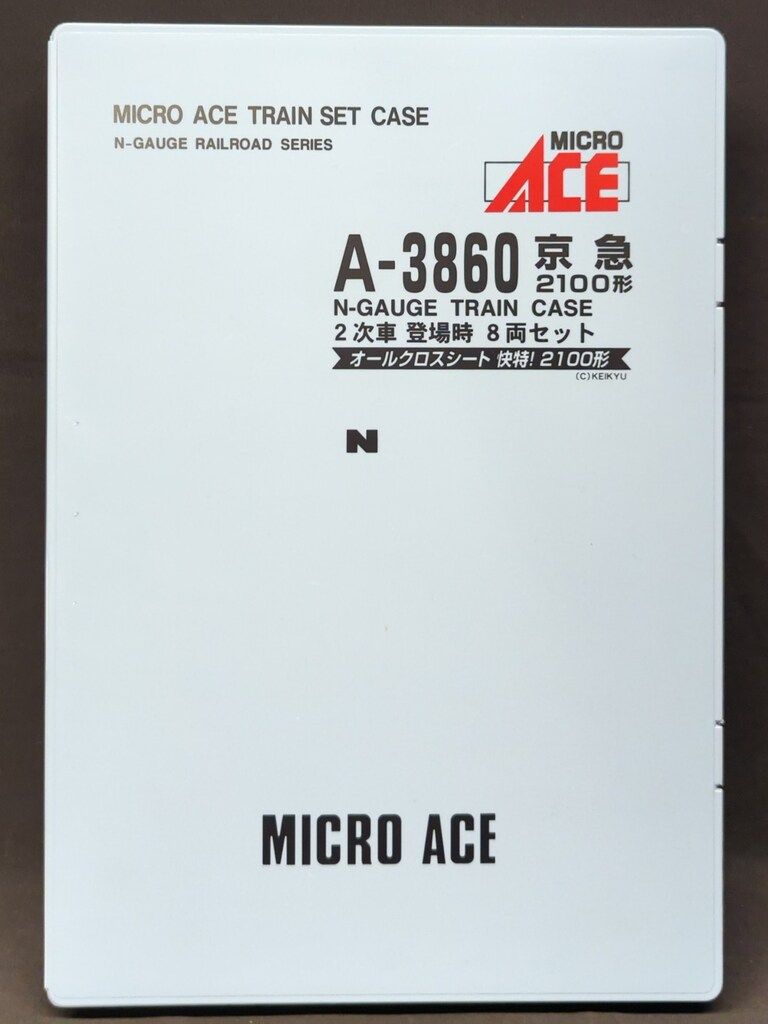 MICRO ACE TRAIN SET CASE
N-GAUGE RAILROAD SERIES
MICRO
ACE
A-3860 京急
2100形
N-GAUGE TRAIN CASE
2次車 登場時 8両セット
オールクロスシート 快特! 2100形
(C)KEIKYU
N
MICRO ACE